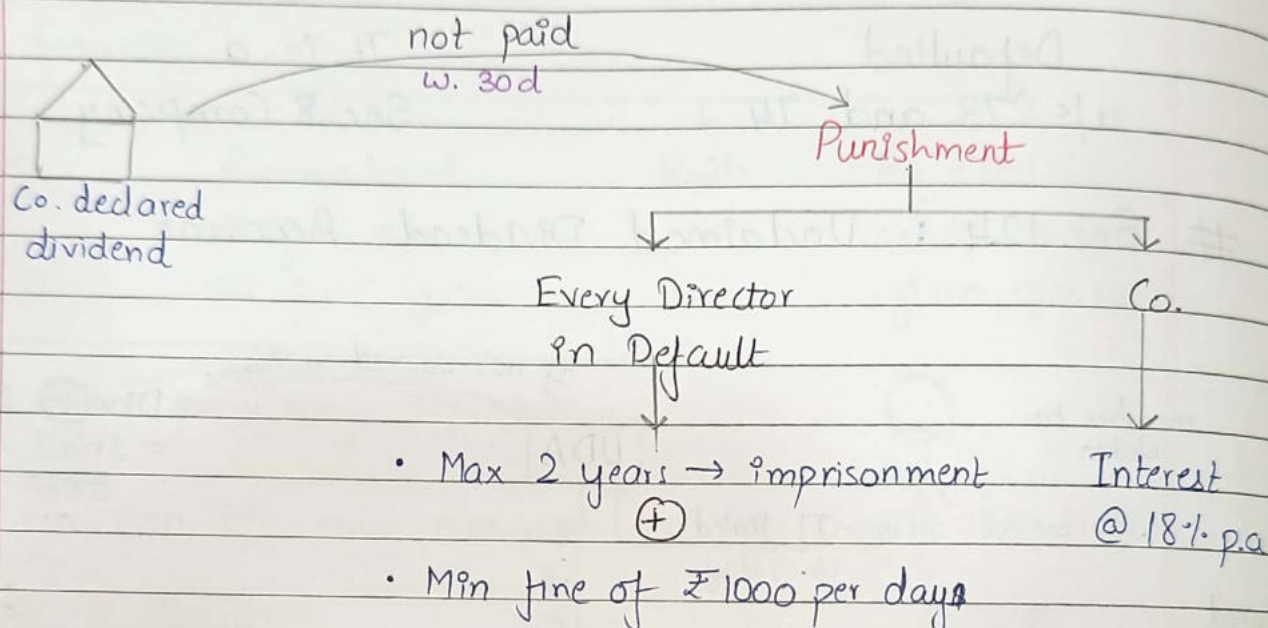 not paid
w. 30d
Punishment
Co. declared
dividend
Every Director
in Default
Co.
• Max 2 years → imprisonment
+
• Min fine of ₹1000 per day
Interest
@ 18% p.a